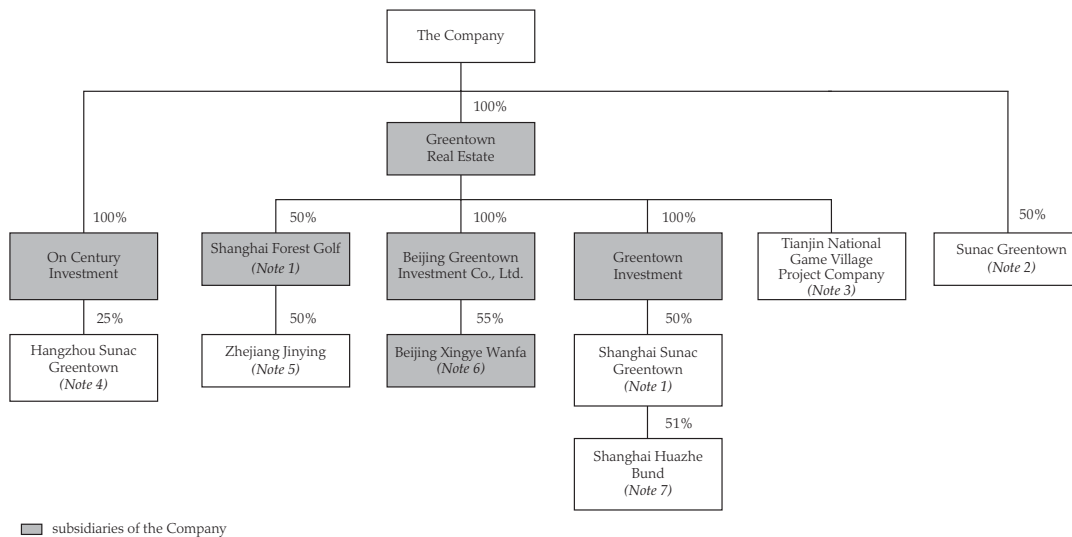 The Company
100%
Greentown
Real Estate
100%
50%
100%
100%
50%
On Century
Investment
Shanghai Forest Golf
(Note 1)
Beijing Greentown
Investment Co., Ltd.
Greentown
Investment
Tianjin National
Game Village
Project Company
(Note 3)
Sunac Greentown
(Note 2)
25%
50%
55%
50%
Hangzhou Sunac
Greentown
(Note 4)
Zhejiang Jinying
(Note 5)
Beijing Xingye Wanfa
(Note 6)
Shanghai Sunac
Greentown
(Note 1)
51%
Shanghai Huazhe
Bund
(Note 7)
subsidiaries of the Company